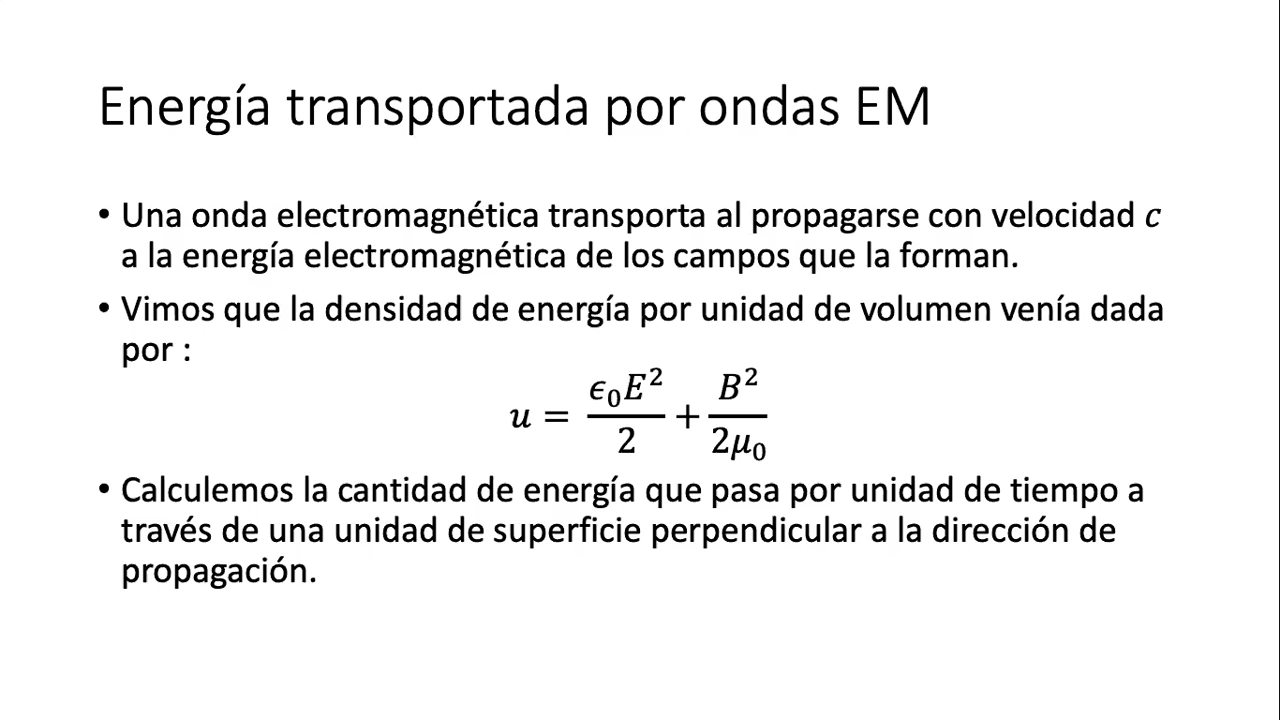 Energía transportada por ondas EM
• Una onda electromagnética transporta al propagarse con velocidad 𝑐
a la energía electromagnética de los campos que la forman.
• Vimos que la densidad de energía por unidad de volumen venía dada
por :
𝑢 = ϵ₀𝐸²/2 + 𝐵²/2𝜇₀
• Calculemos la cantidad de energía que pasa por unidad de tiempo a
través de una unidad de superficie perpendicular a la dirección de
propagación.